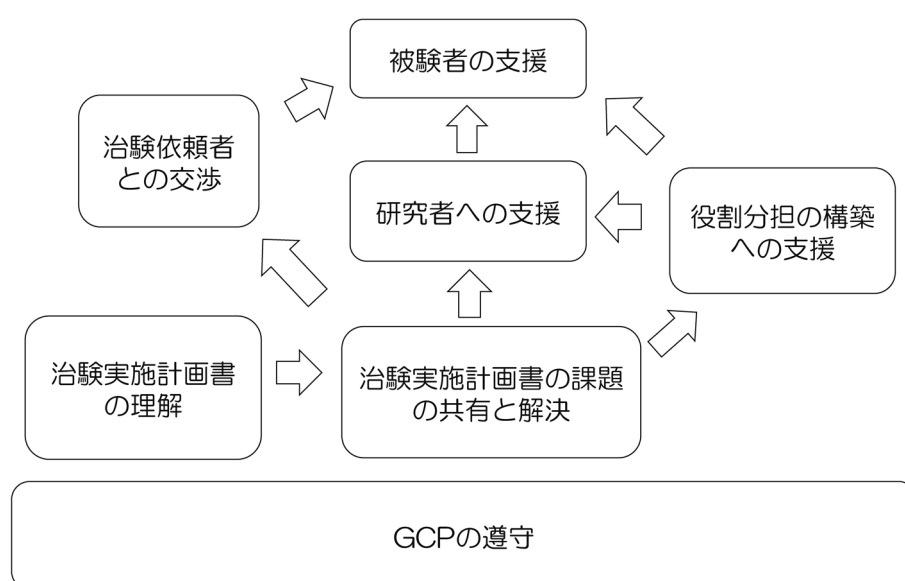 被験者の支援
治験依頼者
との交渉
研究者への支援
役割分担の構築
への支援
治験実施計画書
の理解
治験実施計画書の課題
の共有と解決
GCPの遵守